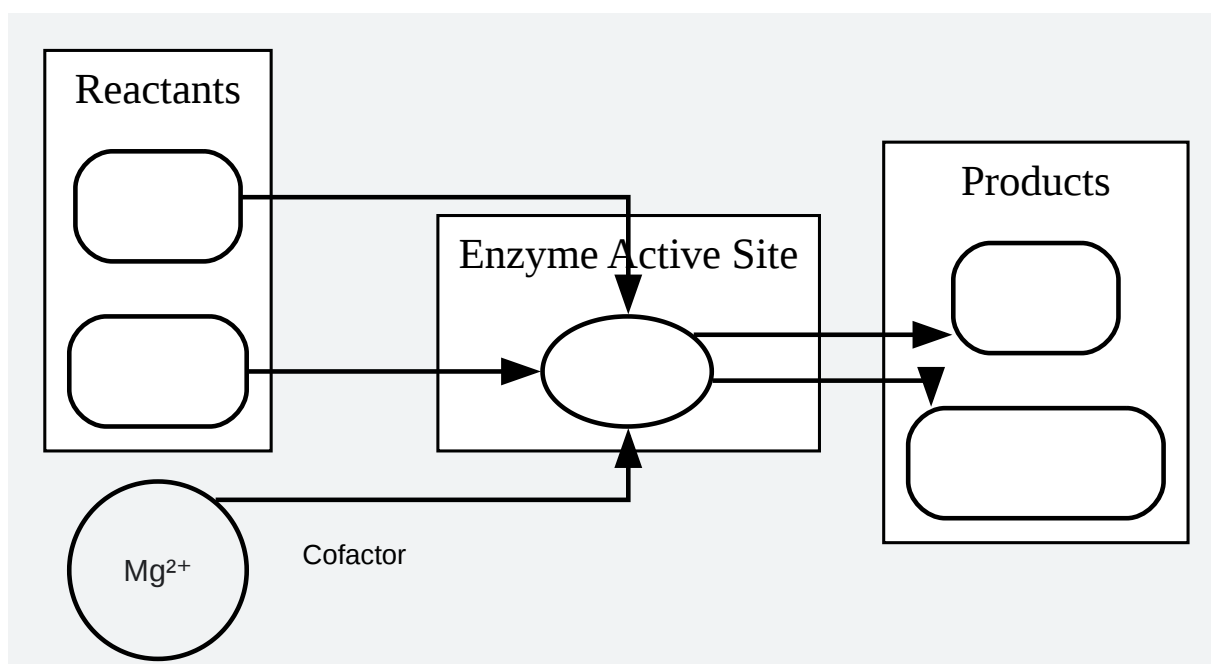 Reactants
Products
Enzyme Active Site
Cofactor
Mg²⁺